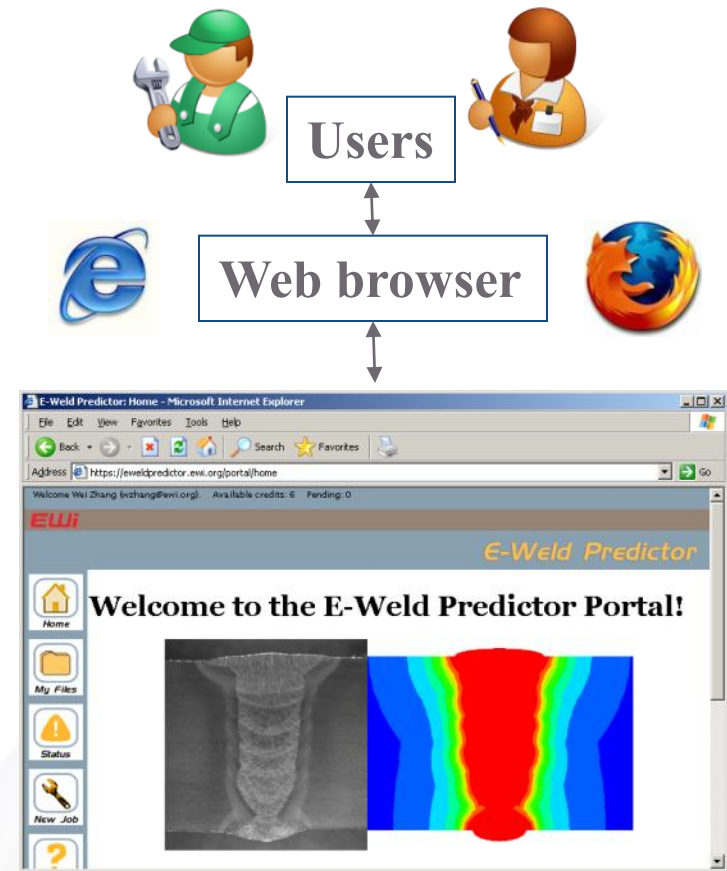 Users
Web browser
E-Weld Predictor: Home - Microsoft Internet Explorer
File Edit View Favorites Tools Help
Back Search Favorites
Address https://eweldpredictor.ewi.org/portal/home Go
Welcome Wei Zhang (wzhang@ewi.org). Available credits: 6 Pending: 0
EWi
E-Weld Predictor
Home
Welcome to the E-Weld Predictor Portal!
My Files
Status
New Job
?